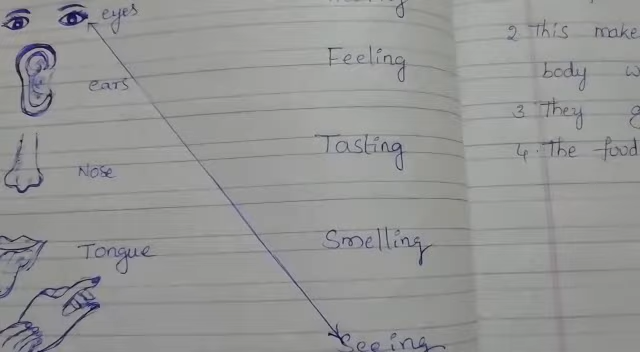 eyes
Feeling
ears
Tasting
Nose
Smelling
Tongue
Seeing
2 This make
body
3 They g
4. The food